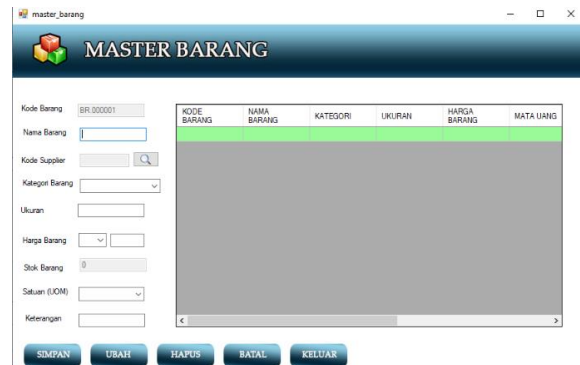 master_barang
MASTER BARANG
Kode Barang BR.000001
Nama Barang
Kode Supplier
Kategori Barang
Ukuran
Harga Barang
Stok Barang 0
Satuan (UOM)
Keterangan
KODE BARANG NAMA BARANG KATEGORI UKURAN HARGA BARANG MATA UANG
SIMPAN UBAH HAPUS BATAL KELUAR